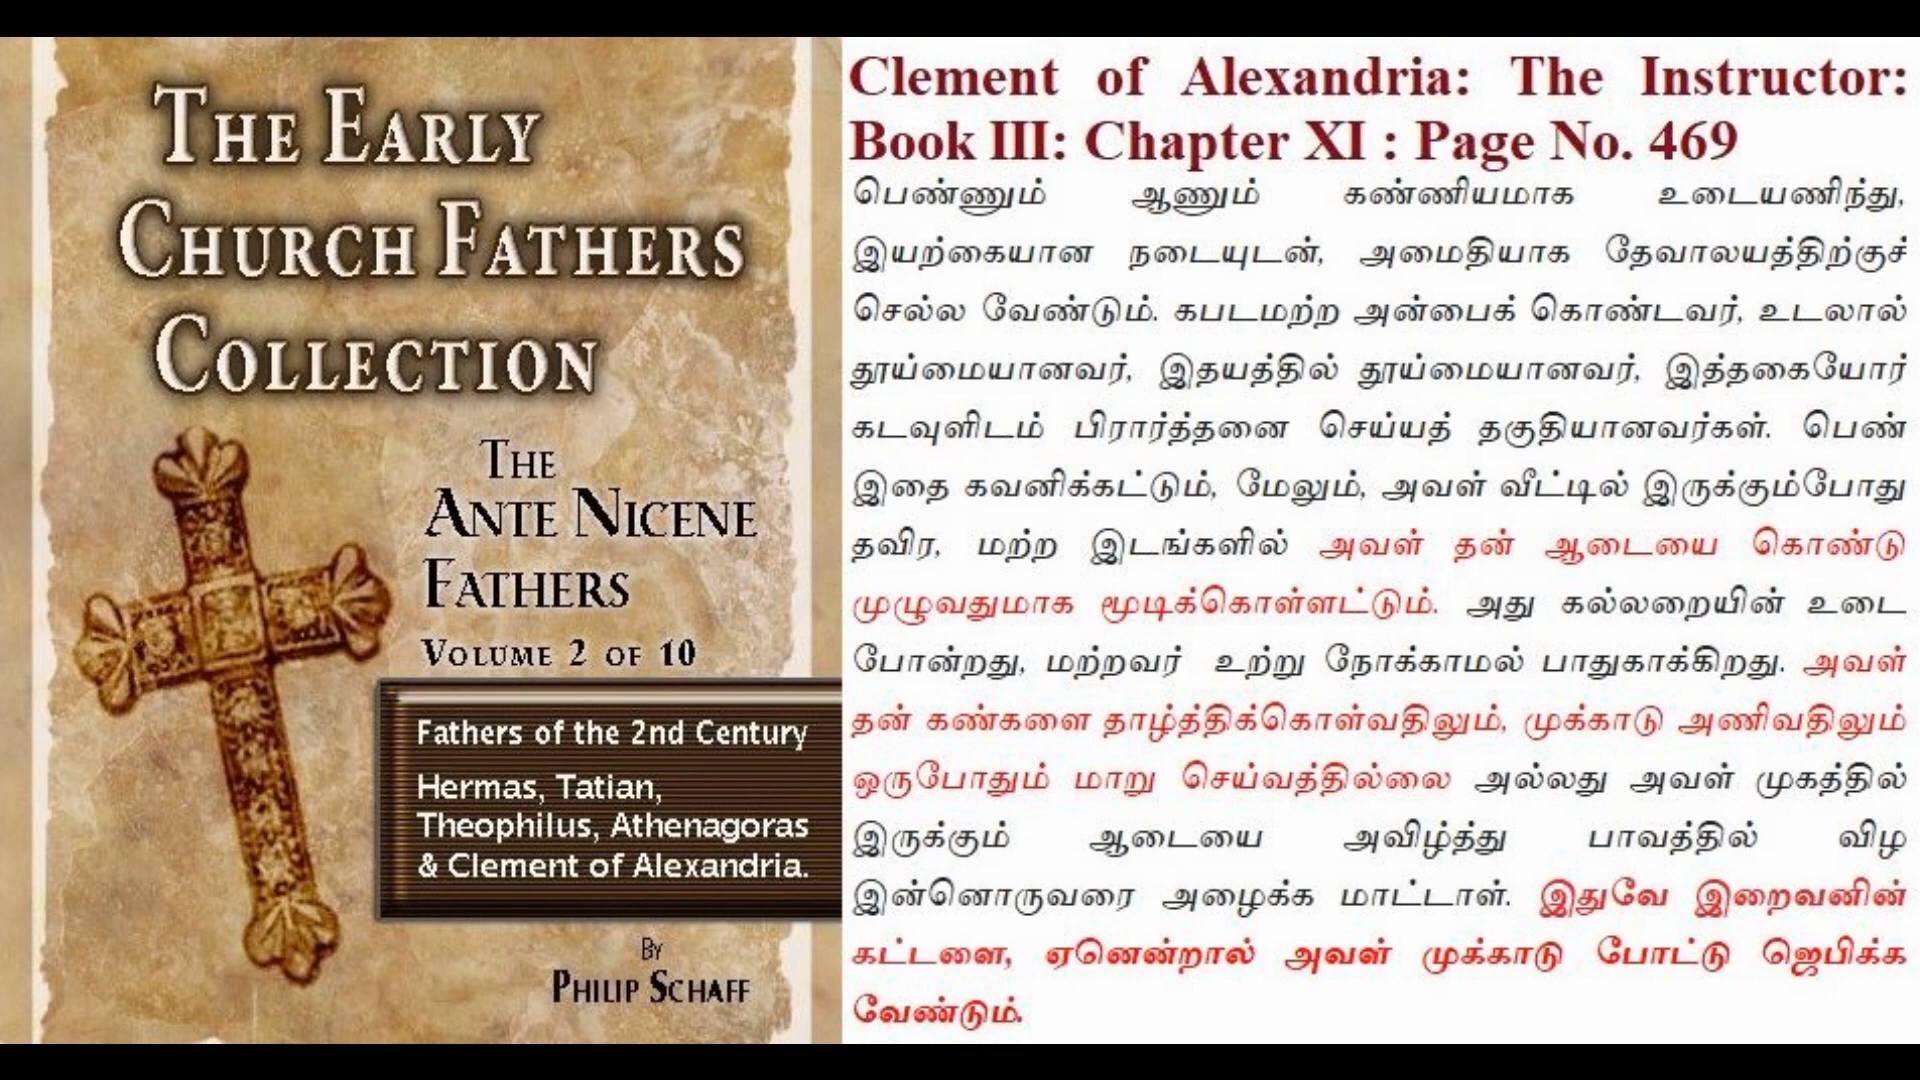 THE EARLY
CHURCH FATHERS
COLLECTION
THE
ANTE NICENE
FATHERS
VOLUME 2 OF 10
Fathers of the 2nd Century
Hermas, Tatian,
Theophilus, Athenagoras
& Clement of Alexandria.
BY
PHILIP SCHAFF
Clement of Alexandria: The Instructor:
Book III: Chapter XI : Page No. 469
பெண்ணும் ஆணும் கண்ணியமாக உடையணிந்து,
இயற்கையான நடையுடன், அமைதியாக தேவாலயத்திற்குச்
செல்ல வேண்டும். கபடமற்ற அன்பைக் கொண்டவர், உடலால்
தூய்மையானவர், இதயத்தில் தூய்மையானவர், இத்தகையோர்
கடவுளிடம் பிரார்த்தனை செய்யத் தகுதியானவர்கள். பெண்
இதை கவனிக்கட்டும், மேலும், அவள் வீட்டில் இருக்கும்போது
தவிர, மற்ற இடங்களில் அவள் தன் ஆடையை கொண்டு
முழுவதுமாக மூடிக்கொள்ளட்டும். அது கல்லறையின் உடை
போன்றது, மற்றவர் உற்று நோக்காமல் பாதுகாக்கிறது. அவள்
தன் கண்களை தாழ்த்திக்கொள்வதிலும், முக்காடு அணிவதிலும்
ஒருபோதும் மாறு செய்வத்தில்லை அல்லது அவள் முகத்தில்
இருக்கும் ஆடையை அவிழ்த்து பாவத்தில் விழ
இன்னொருவரை அழைக்க மாட்டாள். இதுவே இறைவனின்
கட்டளை, ஏனென்றால் அவள் முக்காடு போட்டு ஜெபிக்க
வேண்டும்.